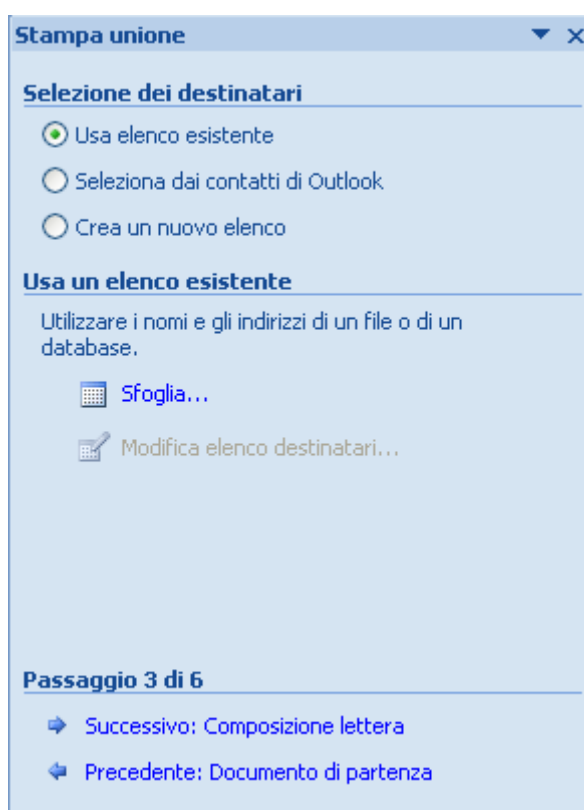 Stampa unione
Selezione dei destinatari
Usa elenco esistente
Seleziona dai contatti di Outlook
Crea un nuovo elenco
Usa un elenco esistente
Utilizzare i nomi e gli indirizzi di un file o di un
database.
Sfoglia...
Modifica elenco destinatari...
Passaggio 3 di 6
Successivo: Composizione lettera
Precedente: Documento di partenza